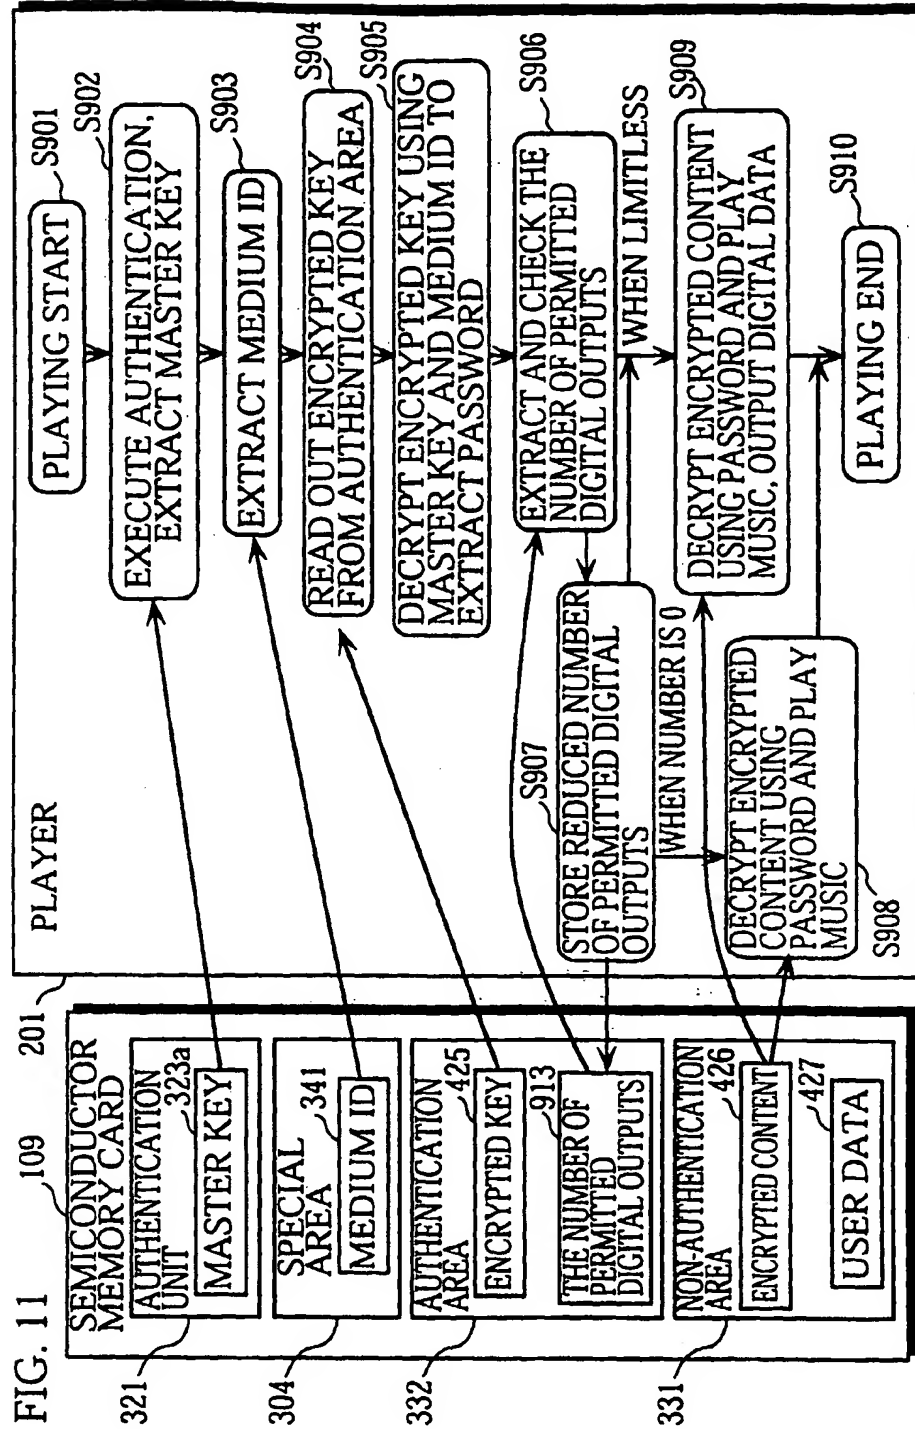 FIG. 11
109
SEMICONDUCTOR
MEMORY CARD
201
321
AUTHENTICATION
UNIT
323a
MASTER KEY
304
SPECIAL
AREA
341
MEDIUM ID
332
AUTHENTICATION
AREA
425
ENCRYPTED KEY
913
THE NUMBER OF
PERMITTED
DIGITAL OUTPUTS
331
NON-AUTHENTICATION
AREA
426
ENCRYPTED CONTENT
427
USER DATA
PLAYER
PLAYING START
S901
EXECUTE AUTHENTICATION,
EXTRACT MASTER KEY
S902
EXTRACT MEDIUM ID
S903
READ OUT ENCRYPTED KEY
FROM AUTHENTICATION AREA
S904
DECRYPT ENCRYPTED KEY USING
MASTER KEY AND MEDIUM ID TO
EXTRACT PASSWORD
S905
EXTRACT AND CHECK THE
NUMBER OF PERMITTED
DIGITAL OUTPUTS
S906
S907
STORE REDUCED NUMBER
OF PERMITTED DIGITAL
OUTPUTS
WHEN LIMITLESS
WHEN NUMBER IS 0
DECRYPT ENCRYPTED
CONTENT USING
PASSWORD AND PLAY
MUSIC
S908
DECRYPT ENCRYPTED CONTENT
USING PASSWORD AND PLAY
MUSIC, OUTPUT DIGITAL DATA
S909
PLAYING END
S910